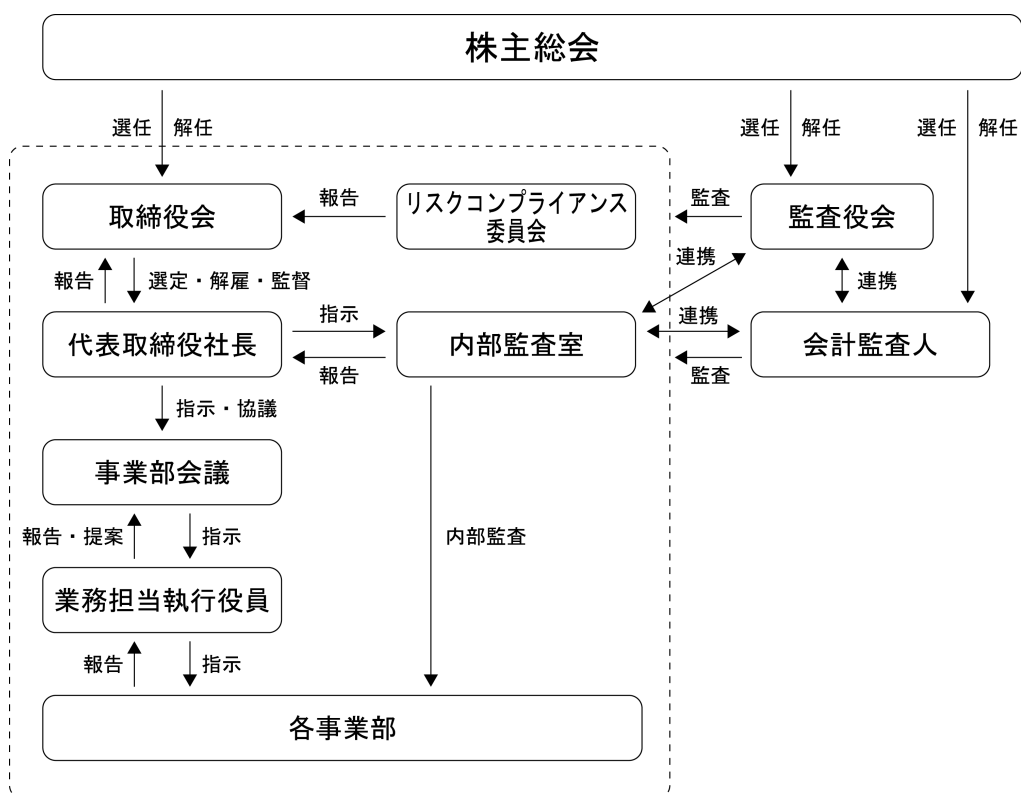 株主総会
選任 解任
選任 解任
選任 解任
取締役会
報告
リスクコンプライアンス
委員会
監査
監査役会
報告
選定・解雇・監督
連携
連携
代表取締役社長
指示
報告
内部監査室
連携
監査
会計監査人
指示・協議
事業部会議
報告・提案
指示
内部監査
業務担当執行役員
報告
指示
各事業部